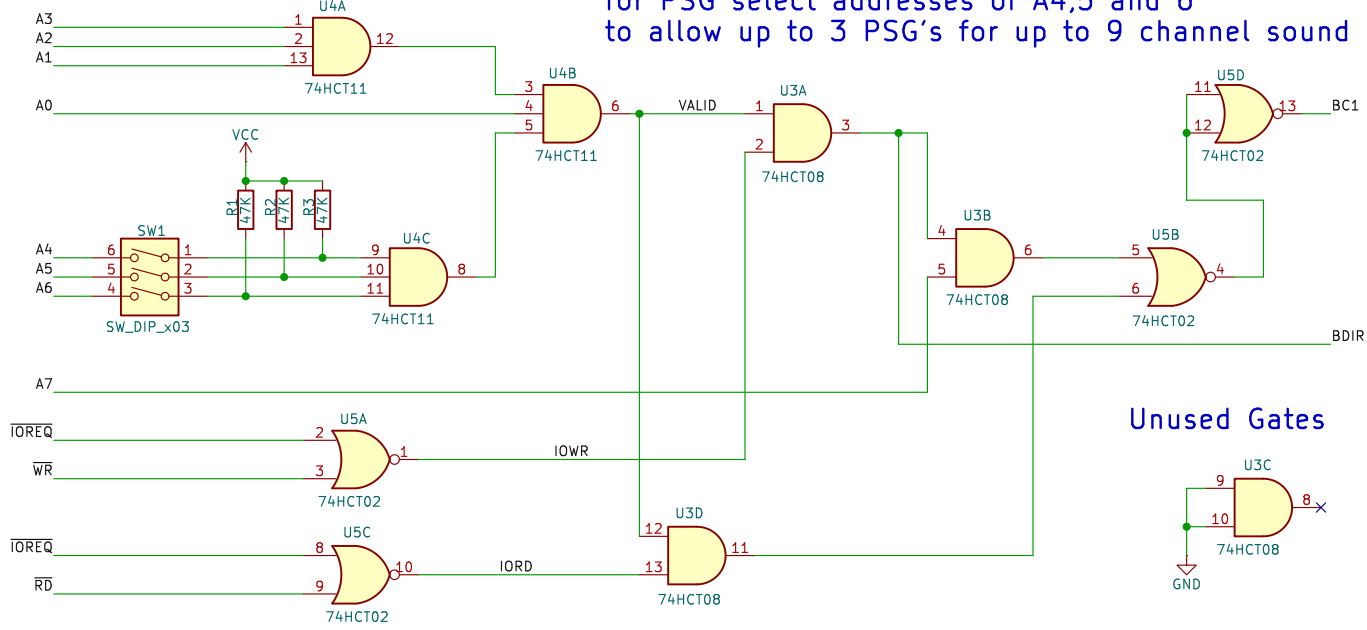 for PSG select addresses of A4,5 and 6
to allow up to 3 PSG's for up to 9 channel sound
U4A
A3
1
A2
2
12
A1
13
74HCT11
U4B
3
A0
4
6
5
74HCT11
VALID
U3A
1
3
2
74HCT08
U5D
11
13
BC1
12
74HCT02
VCC
R1
47K
R2
47K
R3
47K
SW1
A4
6
1
A5
5
2
A6
4
3
SW_DIP_x03
U4C
9
10
8
11
74HCT11
U3B
4
6
5
74HCT08
U5B
5
4
6
74HCT02
BDIR
A7
U5A
IOREQ
2
1
WR
3
74HCT02
IOWR
Unused Gates
U3C
9
8
10
74HCT08
GND
U5C
IOREQ
8
10
RD
9
74HCT02
IORD
U3D
12
11
13
74HCT08